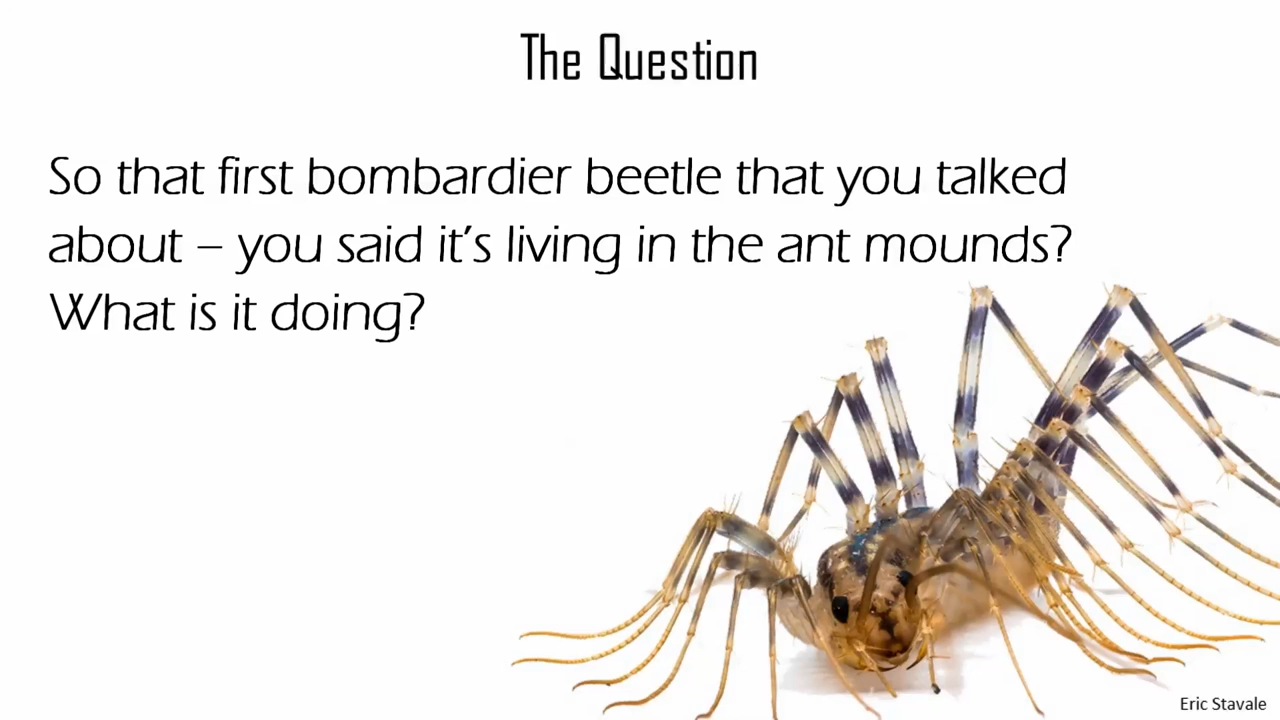 The Question
So that first bombardier beetle that you talked
about – you said it's living in the ant mounds?
What is it doing?
Eric Stavale